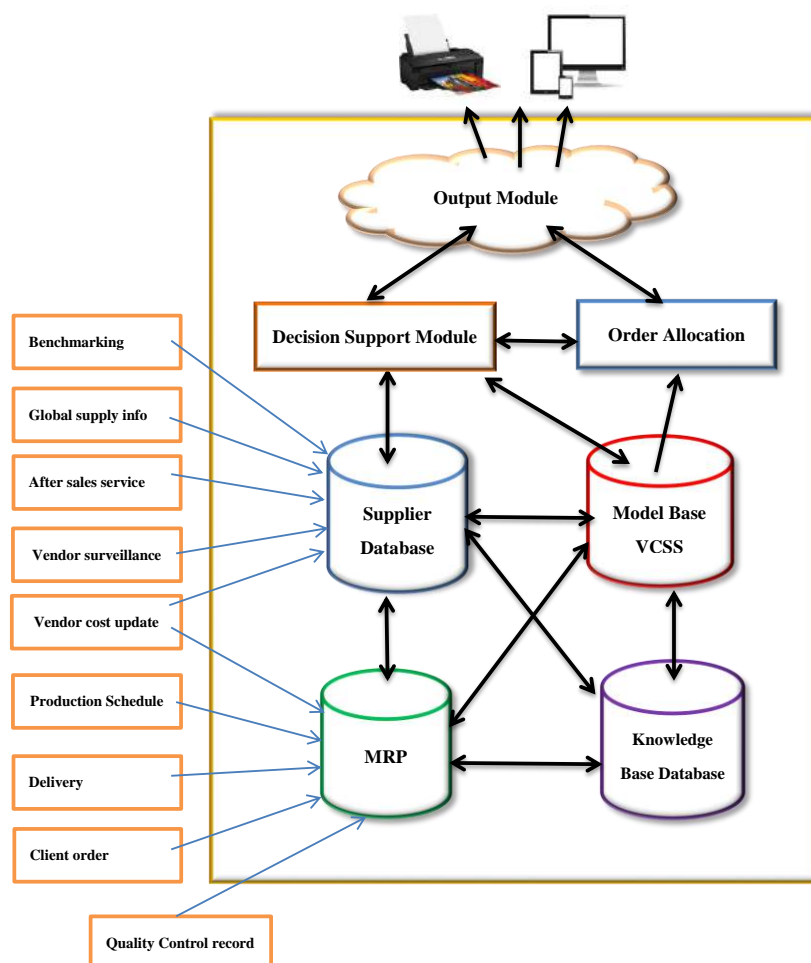 Output Module
Decision Support Module
Order Allocation
Benchmarking
Global supply info
After sales service
Vendor surveillance
Vendor cost update
Production Schedule
Delivery
Client order
Quality Control record
Supplier
Database
Model Base
VCSS
MRP
Knowledge
Base Database